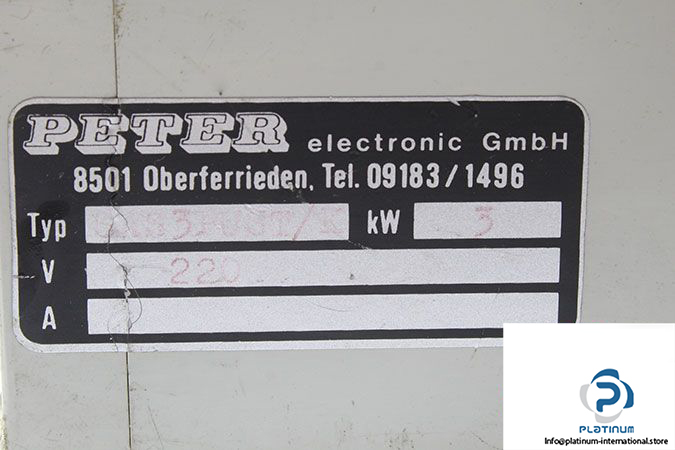 PETER electronic GmbH
8501 Oberferrieden, Tel. 09183/1496
Typ kW 3
V 220
A
PLATINUM
Info@platinum-international.store